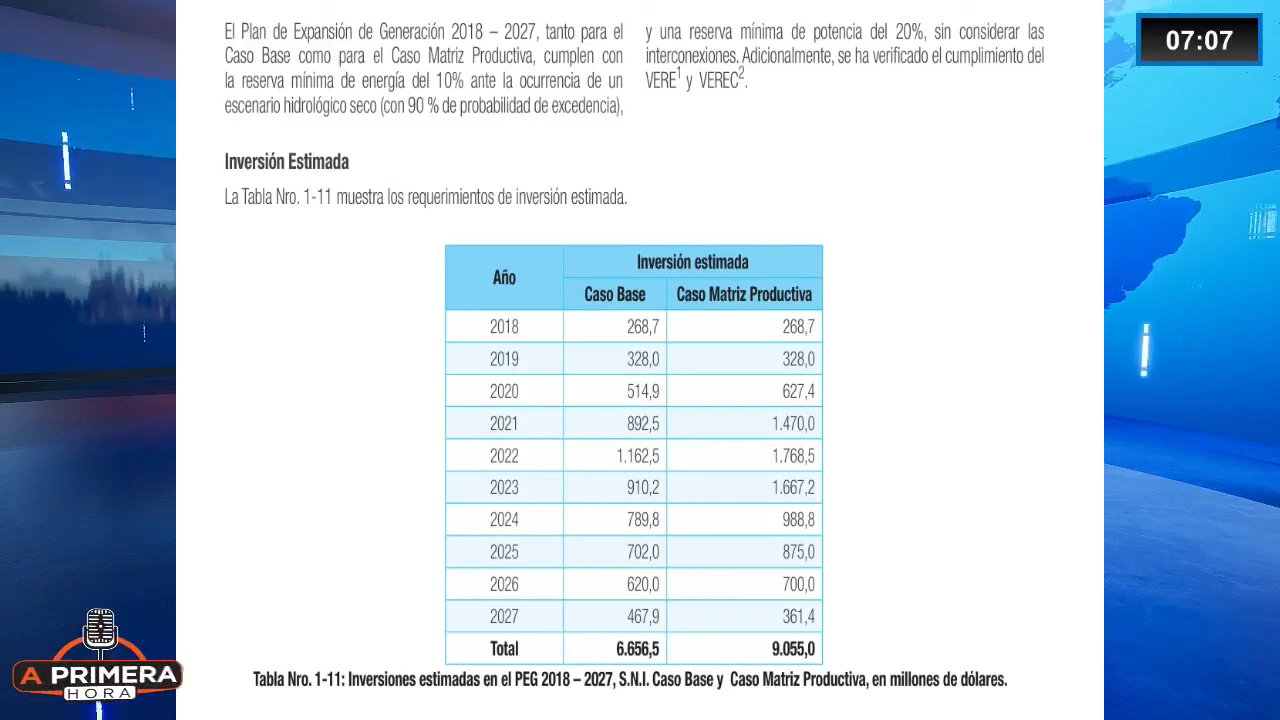 El Plan de Expansión de Generación 2018 – 2027, tanto para el
Caso Base como para el Caso Matriz Productiva, cumplen con
la reserva mínima de energía del 10% ante la ocurrencia de un
escenario hidrológico seco (con 90 % de probabilidad de excedencia),
y una reserva mínima de potencia del 20%, sin considerar las
interconexiones. Adicionalmente, se ha verificado el cumplimiento del
VERE¹ y VEREC².
07:07
Inversión Estimada
La Tabla Nro. 1-11 muestra los requerimientos de inversión estimada.
Año Inversión estimada
Caso Base Caso Matriz Productiva
2018 268,7 268,7
2019 328,0 328,0
2020 514,9 627,4
2021 892,5 1.470,0
2022 1.162,5 1.768,5
2023 910,2 1.667,2
2024 789,8 988,8
2025 702,0 875,0
2026 620,0 700,0
2027 467,9 361,4
Total 6.656,5 9.055,0
Tabla Nro. 1-11: Inversiones estimadas en el PEG 2018 – 2027, S.N.I. Caso Base y Caso Matriz Productiva, en millones de dólares.
A PRIMERA
HORA